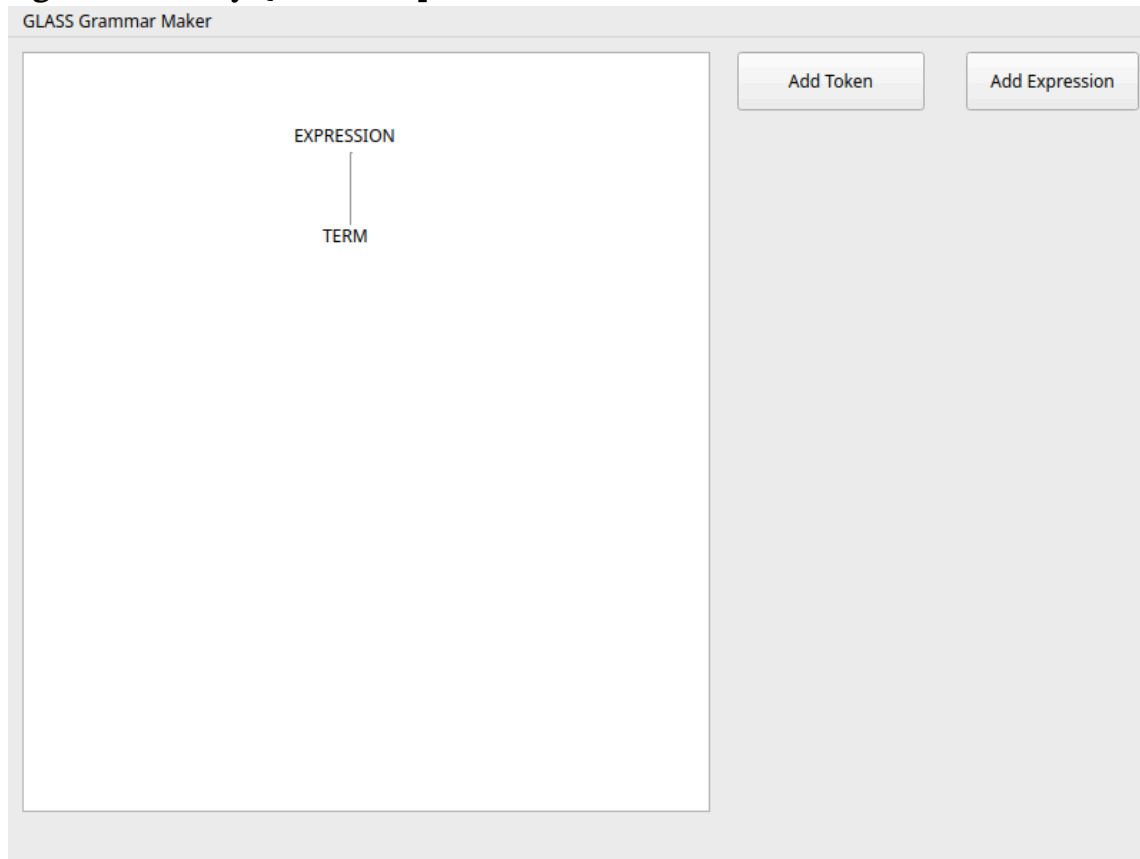 GLASS Grammar Maker
Add Token
Add Expression
EXPRESSION
TERM